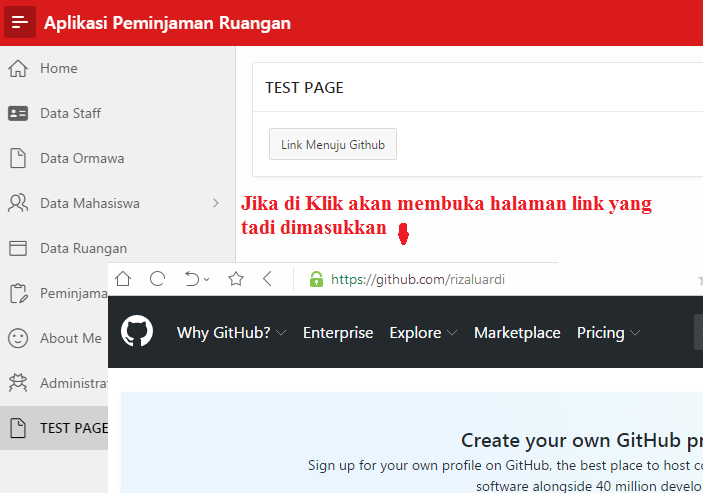 Aplikasi Peminjaman Ruangan
Home
Data Staff
Data Ormawa
Data Mahasiswa
Data Ruangan
Peminjama
About Me
Administrat
TEST PAGE
TEST PAGE
Link Menuju Github
Jika di Klik akan membuka halaman link yang
tadi dimasukkan
https://github.com/rizaluardi
Why GitHub?
Enterprise
Explore
Marketplace
Pricing
Create your own GitHub pr
Sign up for your own profile on GitHub, the best place to host co
software alongside 40 million develo